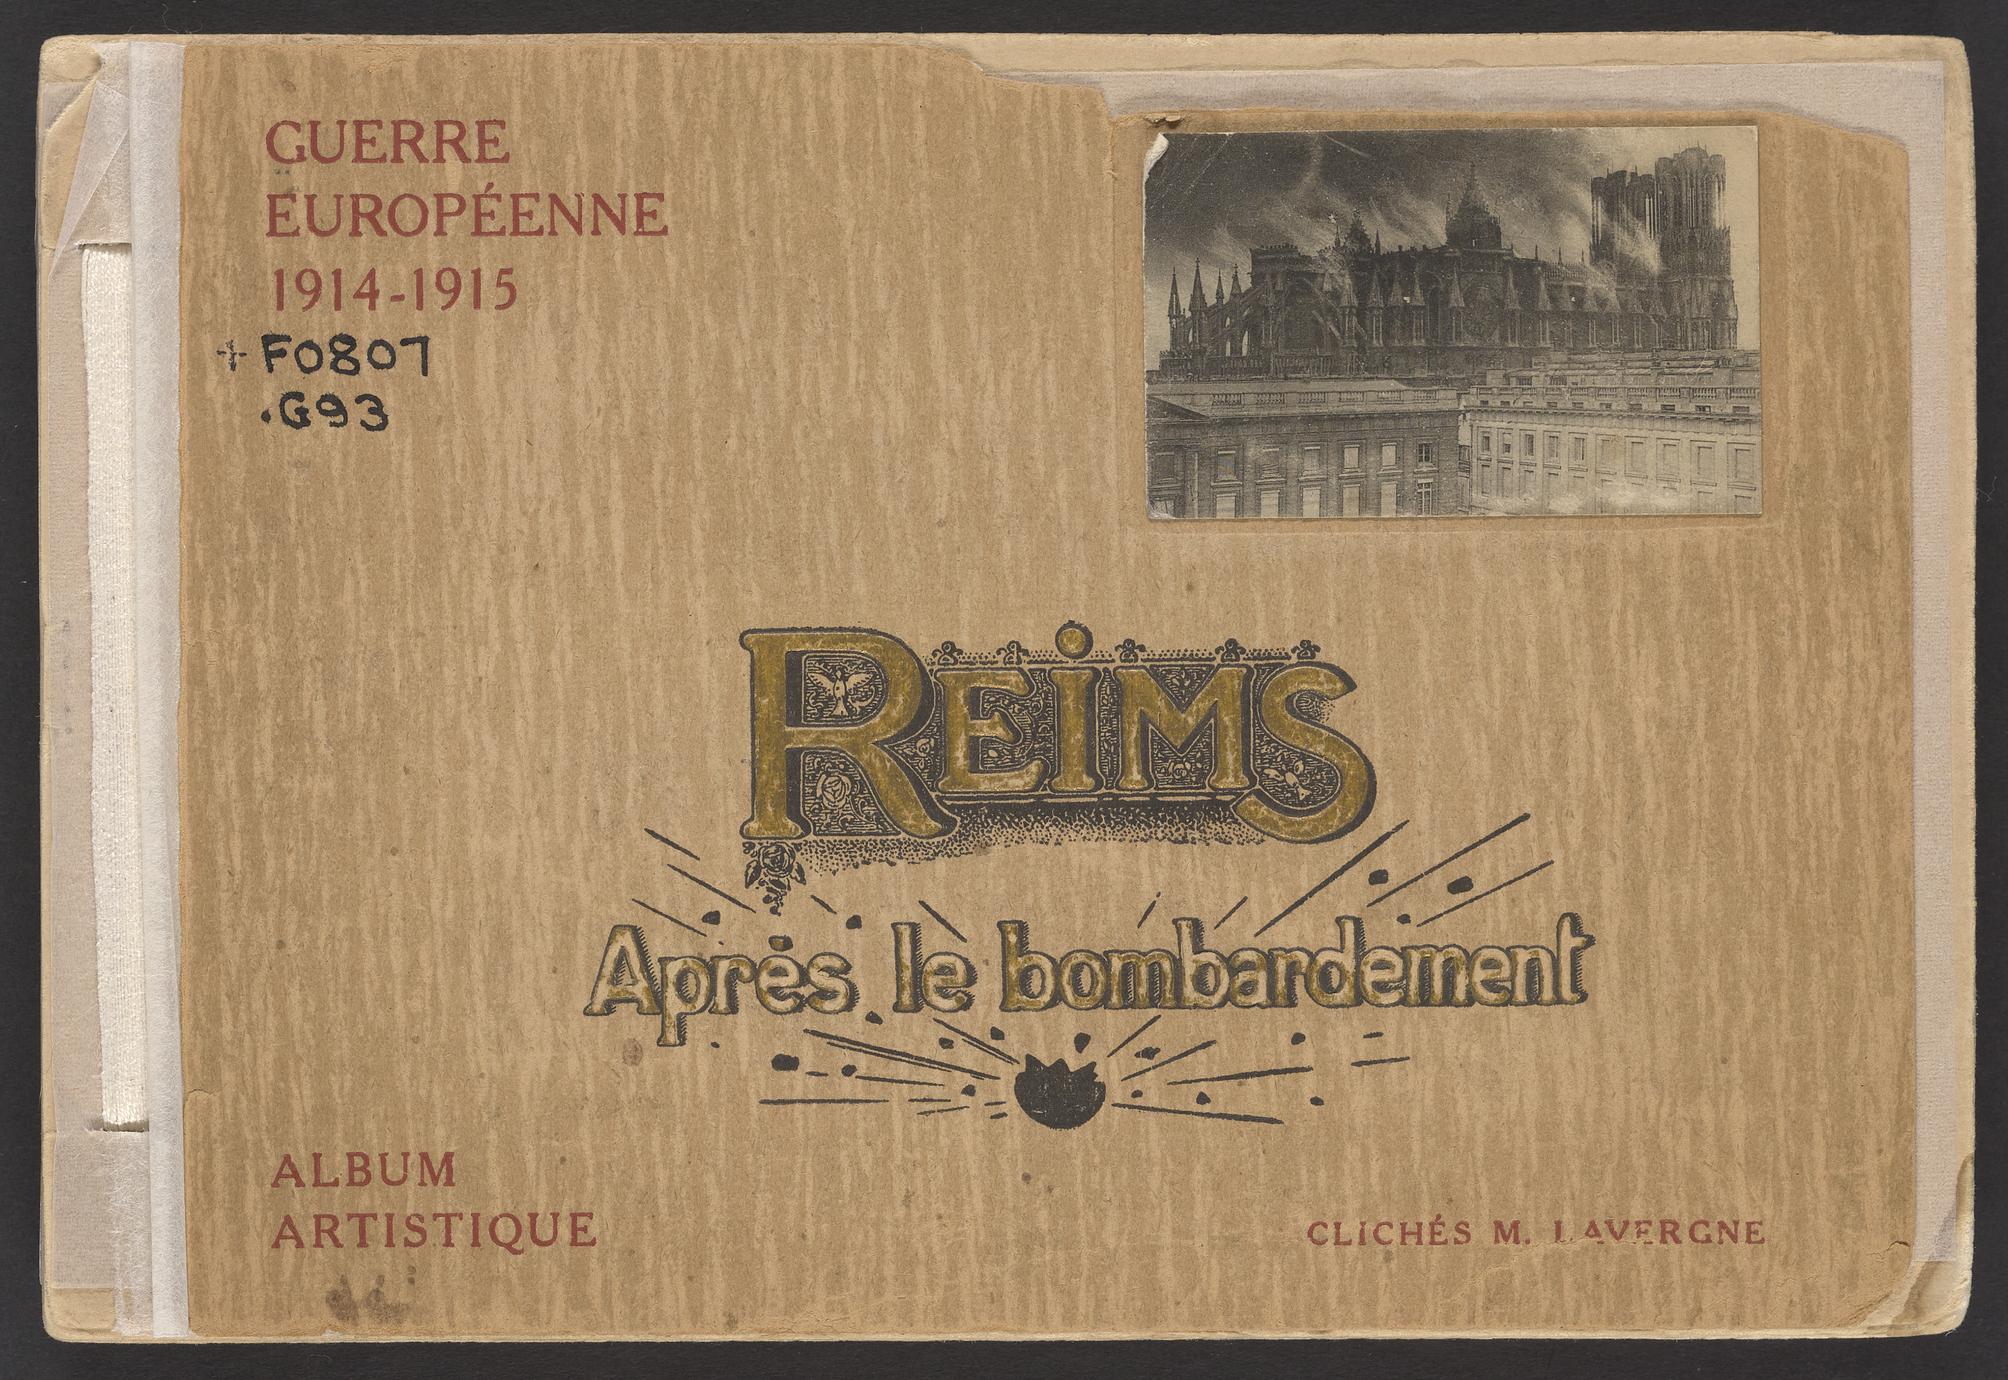 GUERRE
EUROPÉENNE
1914-1915
+ F0807
.G93
REiMS
Après le bombardement
ALBUM
ARTISTIQUE
CLICHÉS M. LAVERGNE